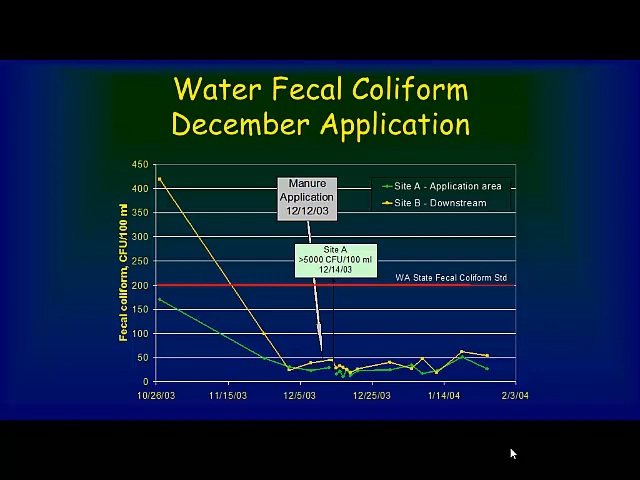 Water Fecal Coliform
December Application
450
400
350
300
250
200
150
100
50
0
Fecal coliform, CFU/100 ml
Manure
Application
12/12/03
Site A - Application area
Site B - Downstream
Site A
>5000 CFU/100 ml
12/14/03
WA State Fecal Coliform Std
10/26/03
11/15/03
12/5/03
12/25/03
1/14/04
2/3/04